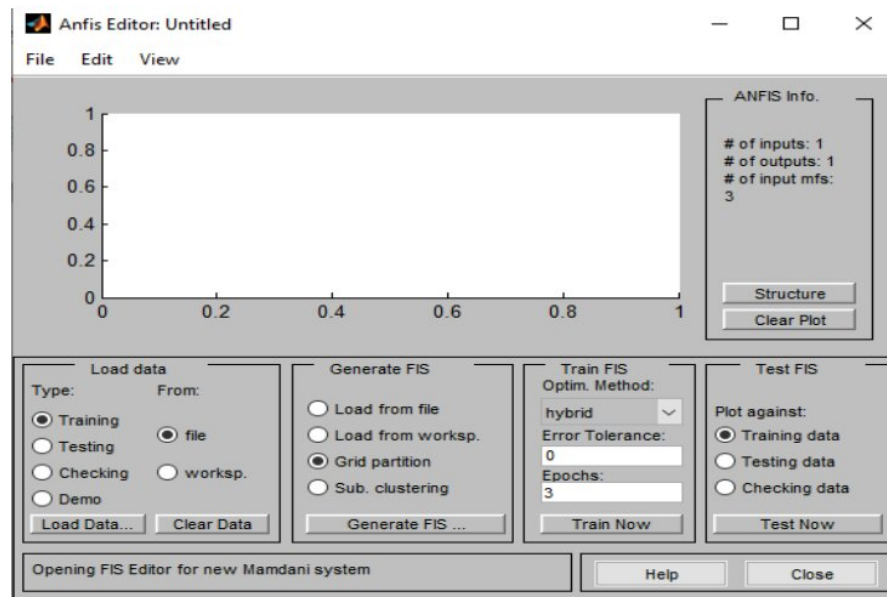 Anfis Editor: Untitled
File Edit View
1
0.8
0.6
0.4
0.2
0
0 0.2 0.4 0.6 0.8 1
ANFIS Info.
# of inputs: 1
# of outputs: 1
# of input mfs:
3
Structure
Clear Plot
Load data
Type: From:
Training
file
Testing
Checking
worksp.
Demo
Load Data... Clear Data
Generate FIS
Load from file
Load from worksp.
Grid partition
Sub. clustering
Generate FIS ...
Train FIS
Optim. Method:
hybrid
Error Tolerance:
0
Epochs:
3
Train Now
Test FIS
Plot against:
Training data
Testing data
Checking data
Test Now
Opening FIS Editor for new Mamdani system
Help Close